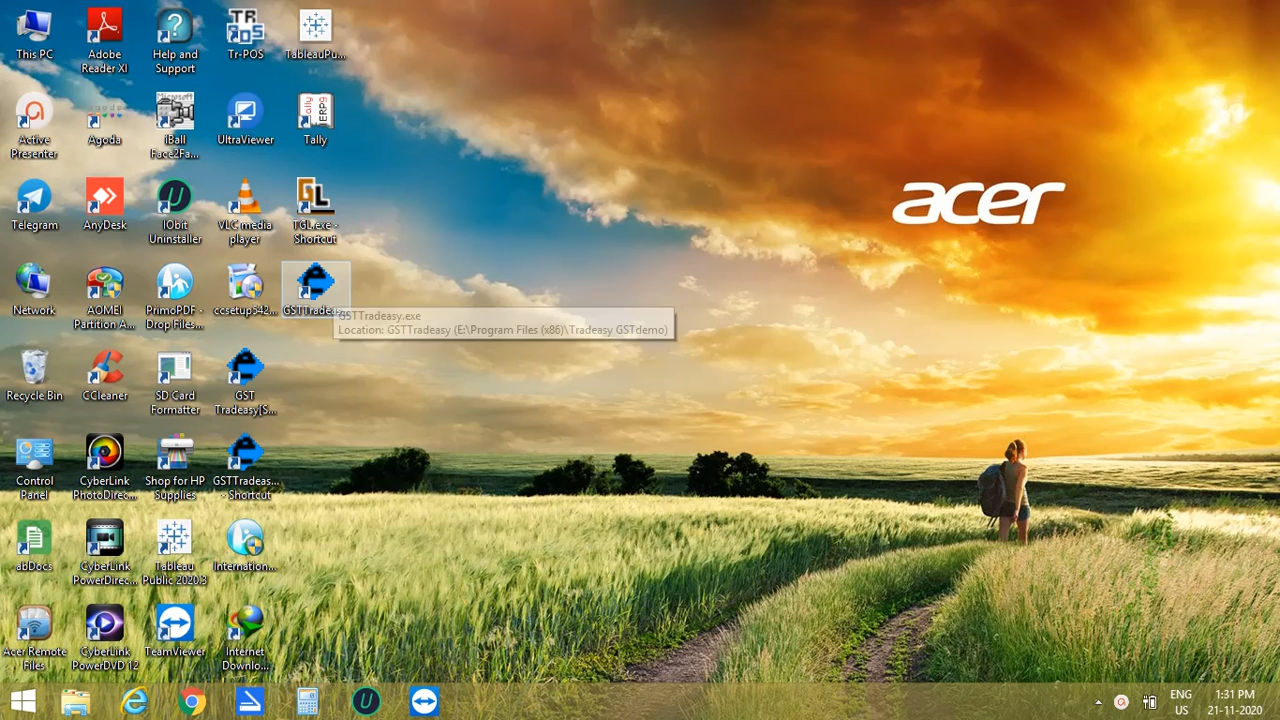 This PC
Adobe
Reader XI
Help and
Support
Tr-POS
TableauPu...
Active
Presenter
Agoda
iBall
Face2Fa...
UltraViewer
Tally
Telegram
AnyDesk
IObit
Uninstaller
VLC media
player
TGL.exe -
Shortcut
Network
AOMEI
Partition A...
PrimoPDF -
Drop Files...
ccsetup542...
GSTTradeas...
GSTTradeasy.exe
Location: GSTTradeasy (E:\Program Files (x86)\Tradeasy GSTdemo)
Recycle Bin
CCleaner
SD Card
Formatter
GST
Tradeasy[S...
Control
Panel
CyberLink
PhotoDirec...
Shop for HP
Supplies
GSTTradeas...
- Shortcut
abDocs
CyberLink
PowerDirec...
Tableau
Public 2020.3
Internation...
Acer Remote
Files
CyberLink
PowerDVD 12
TeamViewer
Internet
Downlo...
acer
ENG
US
1:31 PM
21-11-2020